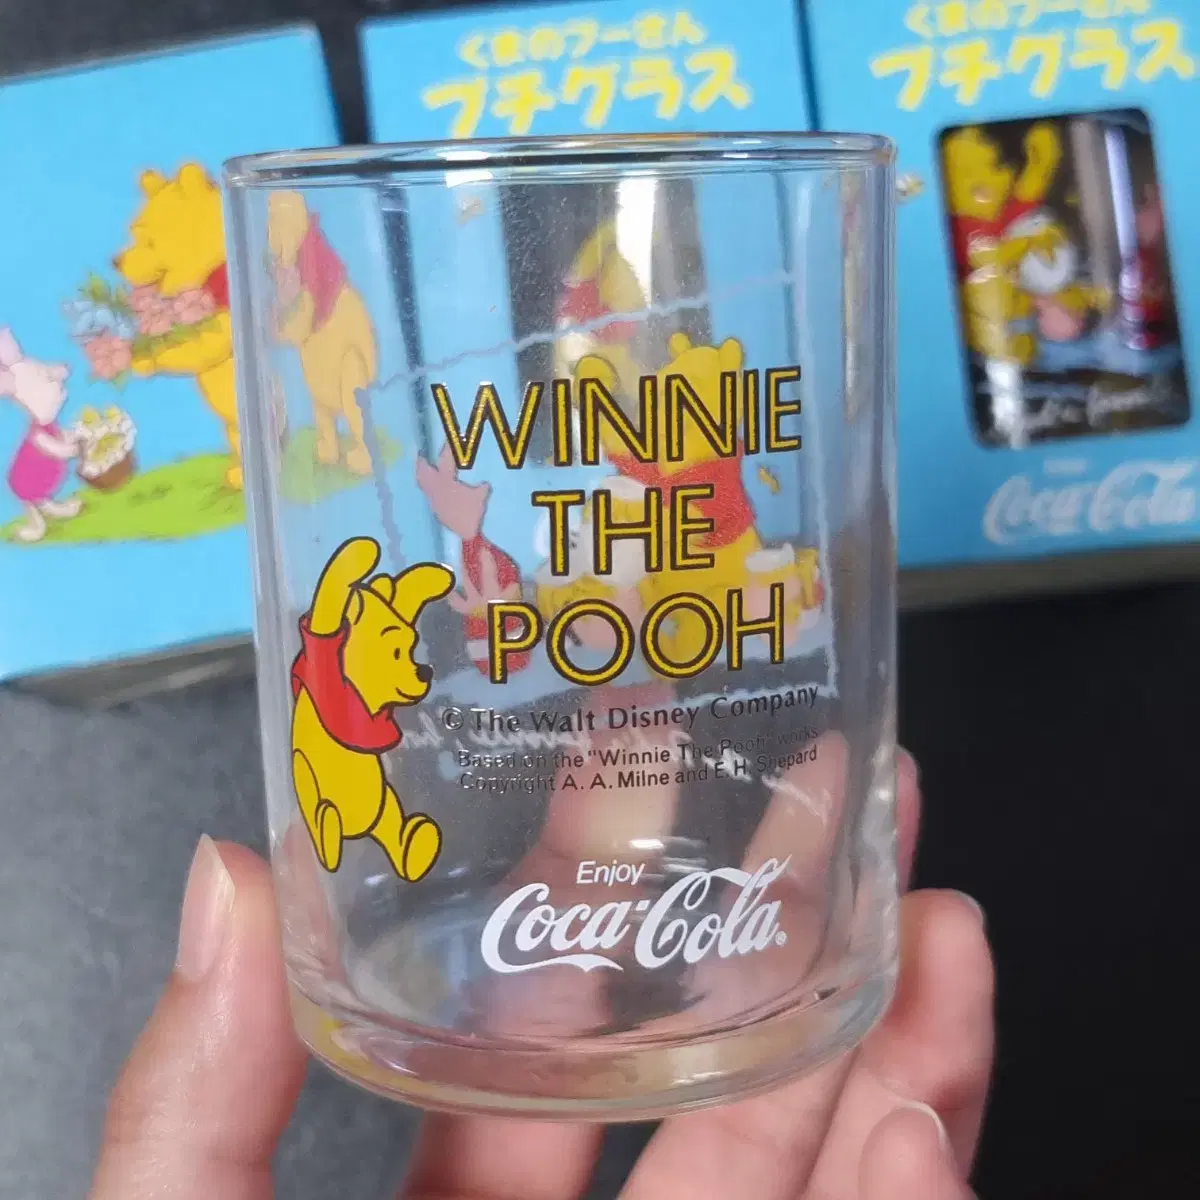 くまのプーさん
プチグラス
くまのプーさん
プチグラス
Coca-Cola
WINNIE
THE
POOH
© The Walt Disney Company
Based on the "Winnie The Pooh" works
Copyright A. A. Milne and E. H. Shepard
Enjoy
Coca-Cola®